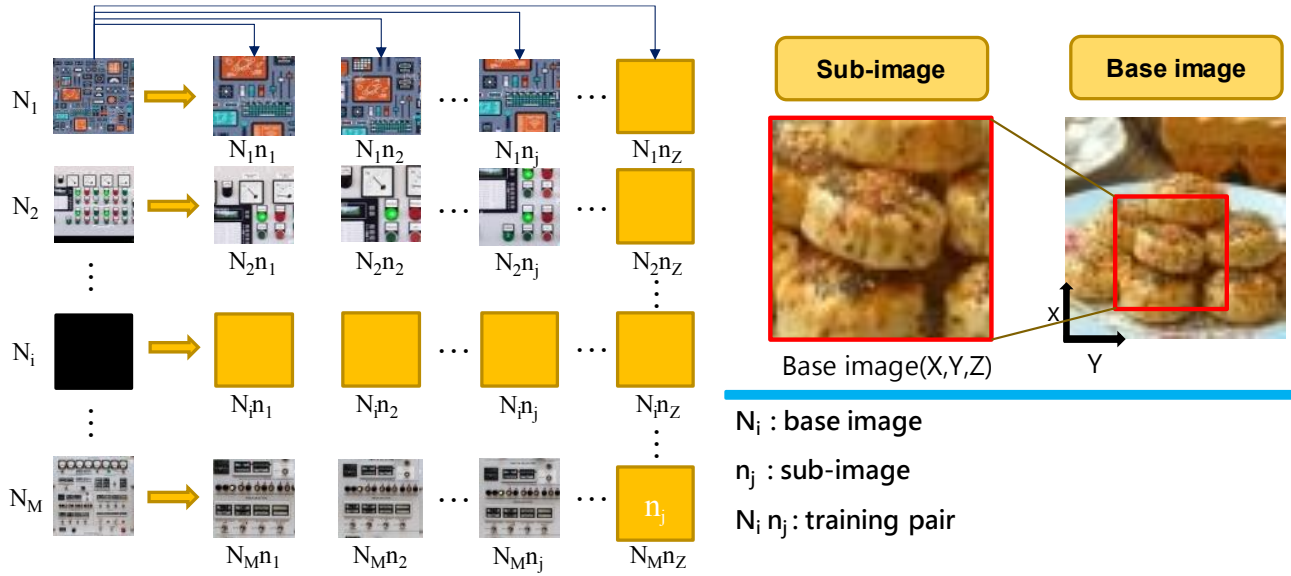 N1
N1n1 N1n2 … N1nj … N1nZ
N2
N2n1 N2n2 … N2nj … N2nZ
Ni
Nin1 Nin2 … Ninj … NinZ
NM
nj
NMn1 NMn2 … NMnj … NMnZ
Sub-image
Base image
x
Y
Base image(X,Y,Z)
Ni : base image
nj : sub-image
Ni nj : training pair